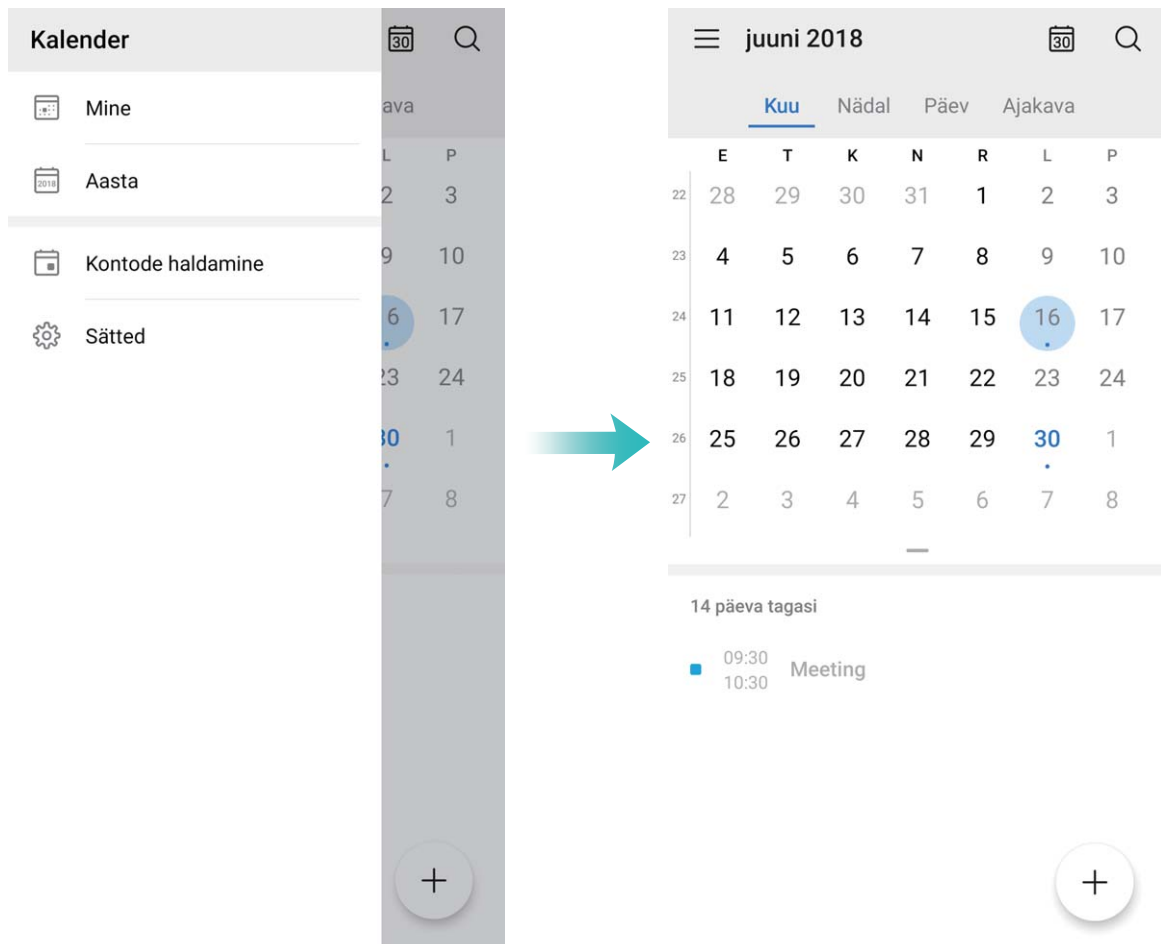 Kalender
30
Mine
ava
2018
Aasta
Kontode haldamine
Sätted
L P
2 3
9 10
6 17
23 24
30 1
7 8
juuni 2018
30
Kuu Nädal Päev Ajakava
E T K N R L P
22 28 29 30 31 1 2 3
23 4 5 6 7 8 9 10
24 11 12 13 14 15 16 17
25 18 19 20 21 22 23 24
26 25 26 27 28 29 30 1
27 2 3 4 5 6 7 8
14 päeva tagasi
09:30
Meeting
10:30